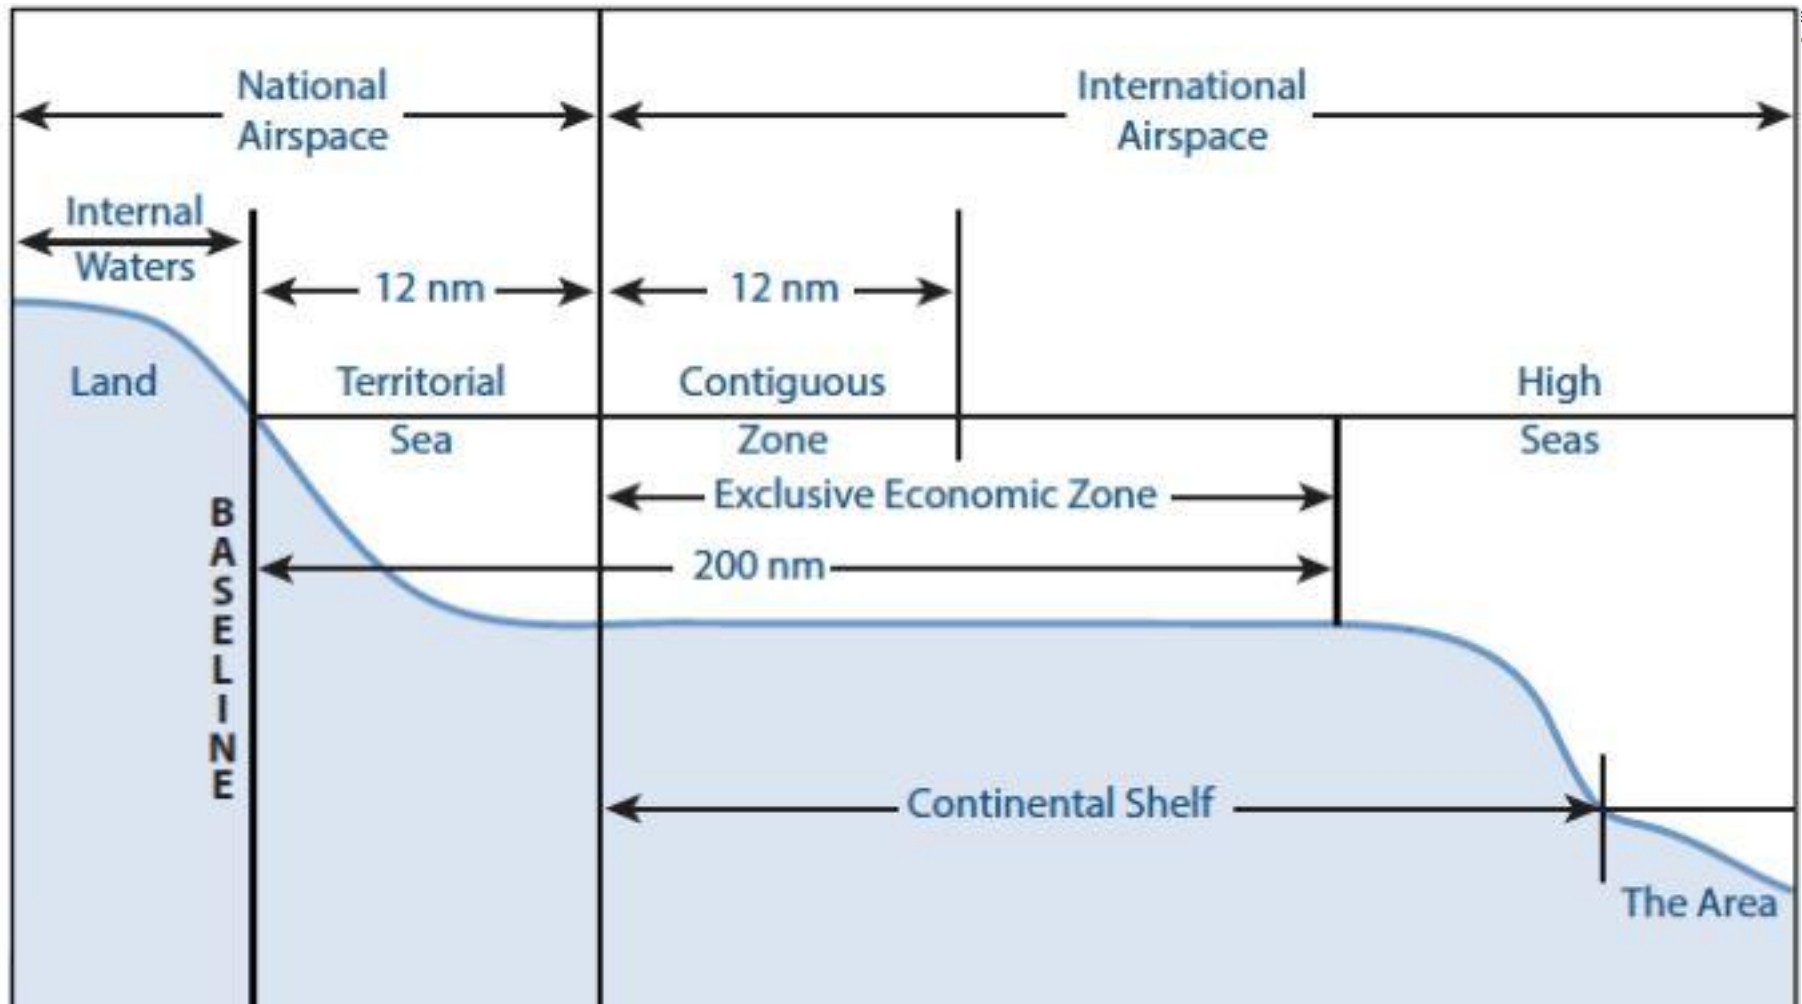 National
Airspace
International
Airspace
Internal
Waters
12 nm
12 nm
Land
Territorial
Sea
Contiguous
Zone
High
Seas
Exclusive Economic Zone
200 nm
BASELINE
Continental Shelf
The Area